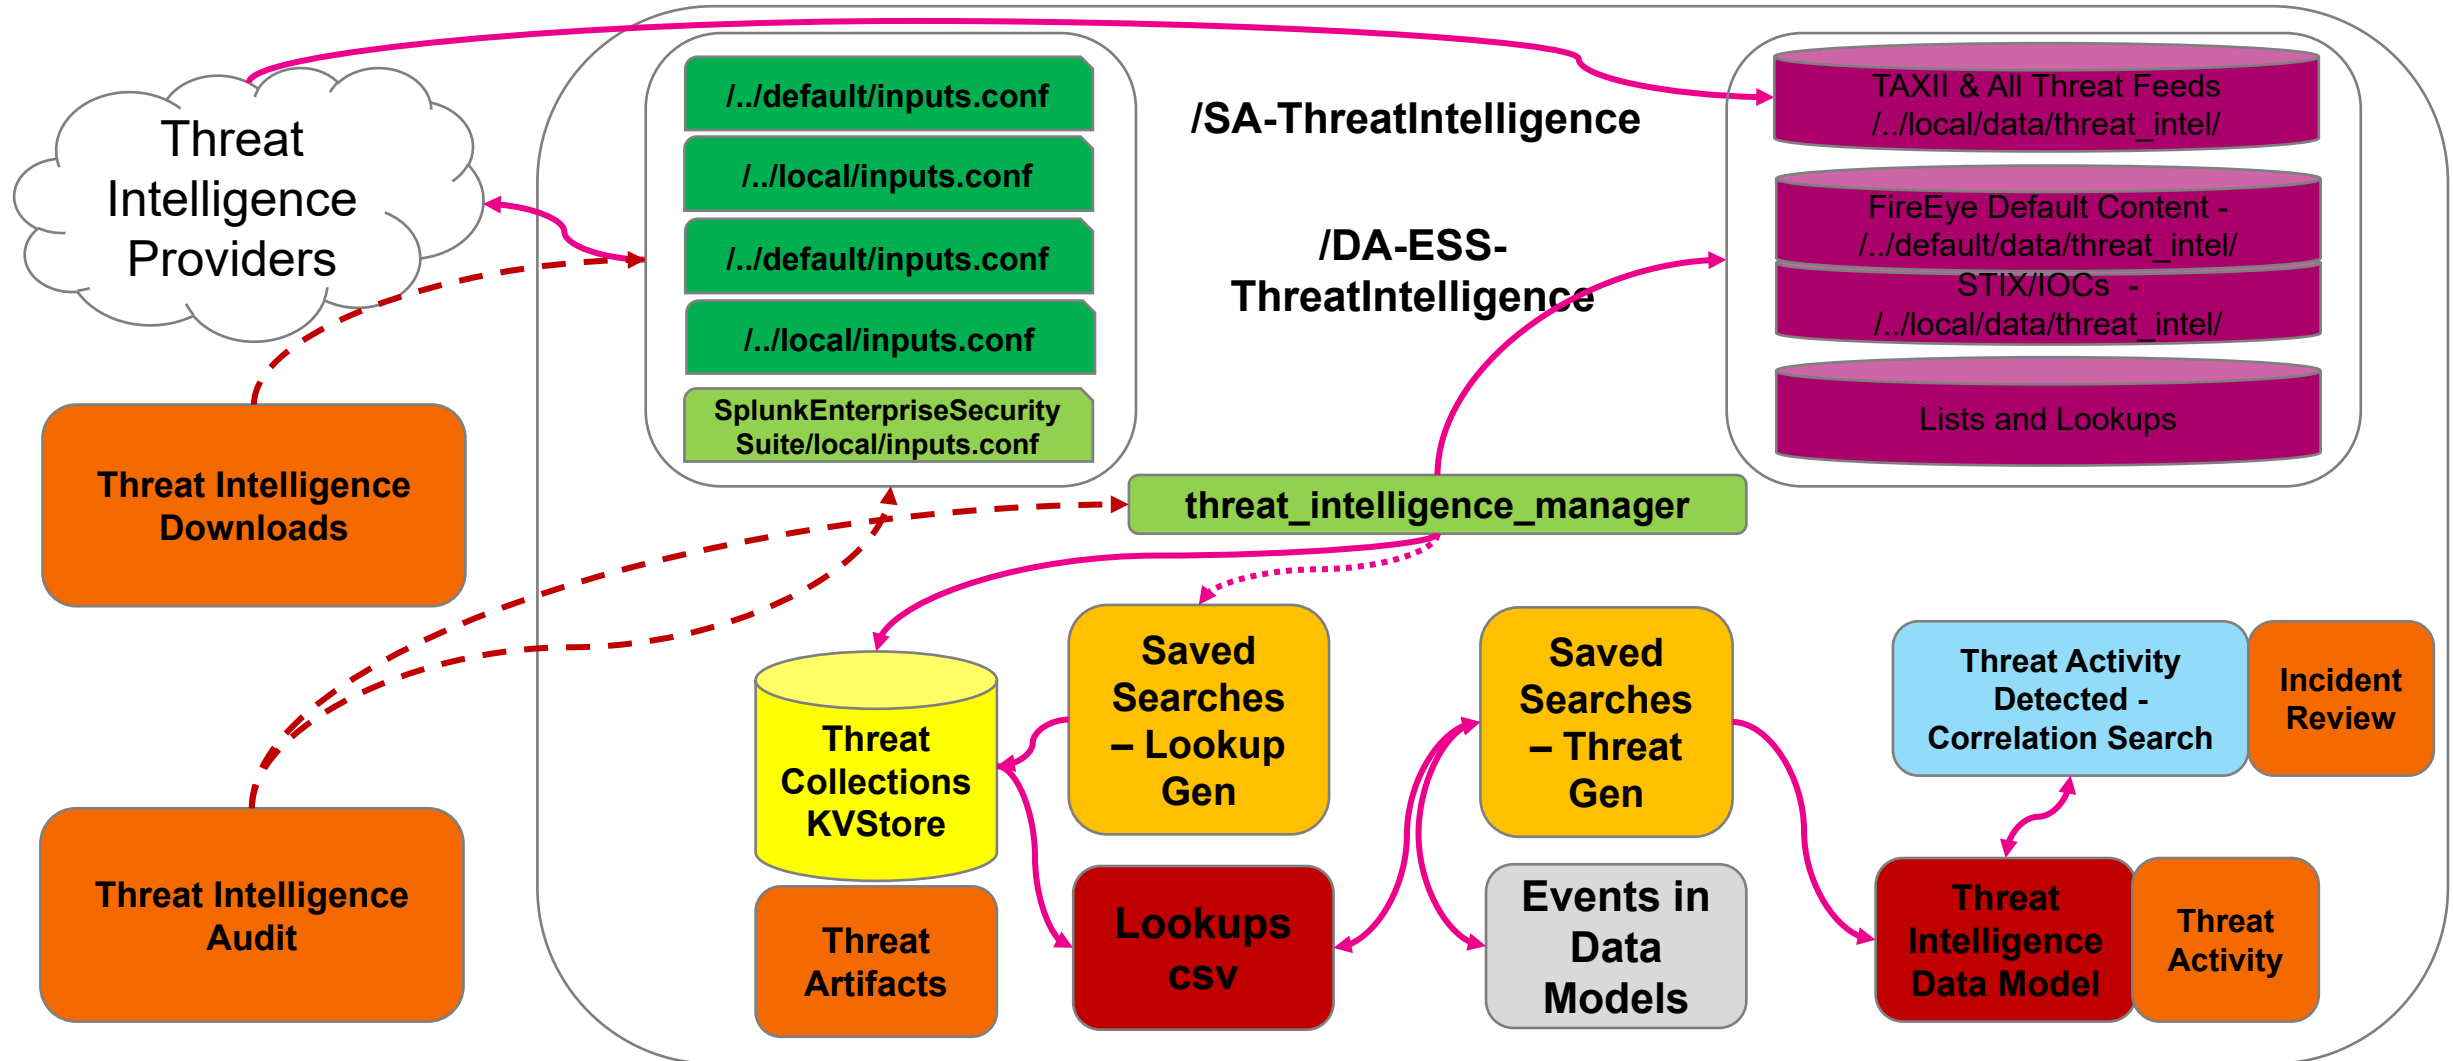 Threat
Intelligence
Providers
/../default/inputs.conf
/../local/inputs.conf
/../default/inputs.conf
/../local/inputs.conf
SplunkEnterpriseSecurity
Suite/local/inputs.conf
/SA-ThreatIntelligence
/DA-ESS-
ThreatIntelligence
TAXII & All Threat Feeds
/../local/data/threat_intel/
FireEye Default Content -
/../default/data/threat_intel/
STIX/IOCs -
/../local/data/threat_intel/
Lists and Lookups
Threat Intelligence
Downloads
threat_intelligence_manager
Threat Intelligence
Audit
Threat
Collections
KVStore
Threat
Artifacts
Saved
Searches
– Lookup
Gen
Lookups
csv
Saved
Searches
– Threat
Gen
Events in
Data
Models
Threat Activity
Detected -
Correlation Search
Incident
Review
Threat
Intelligence
Data Model
Threat
Activity